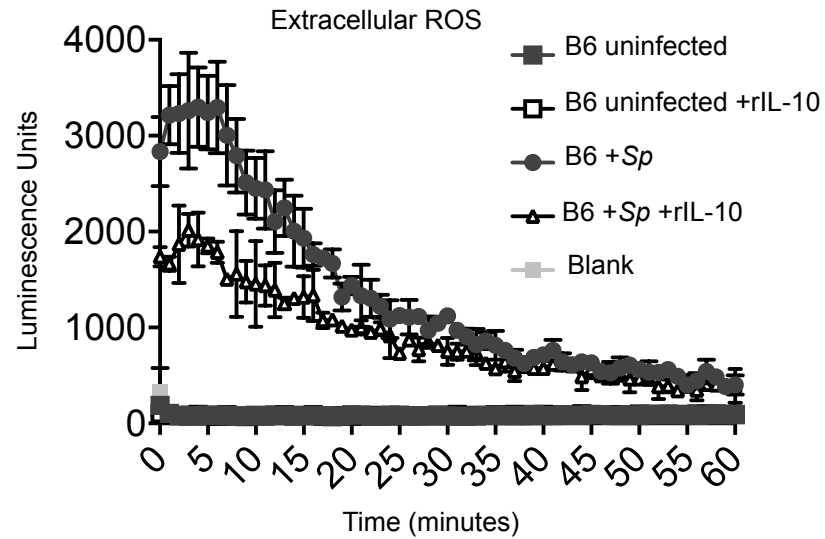 Extracellular ROS
4000
3000
2000
1000
0
Luminescence Units
0 5 10 15 20 25 30 35 40 45 50 55 60
Time (minutes)
B6 uninfected
B6 uninfected +rIL-10
B6 +Sp
B6 +Sp +rIL-10
Blank